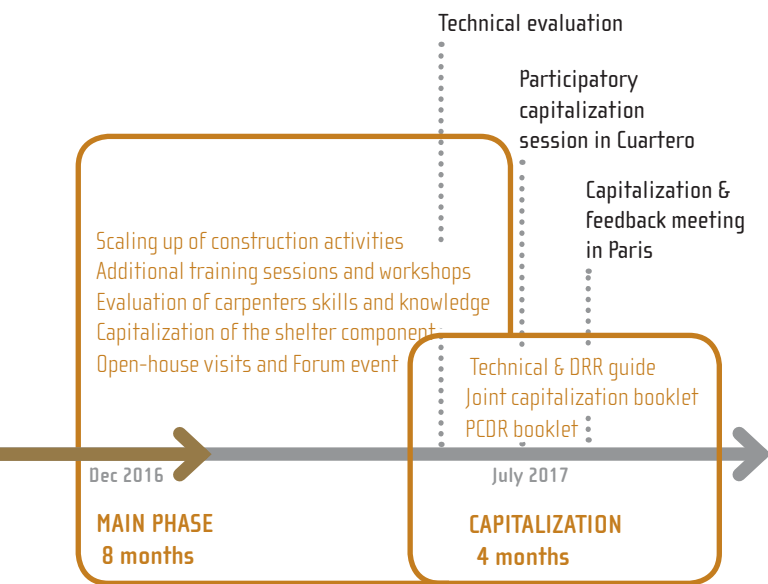 Technical evaluation
Participatory
capitalization
session in Cuartero
Capitalization &
feedback meeting
in Paris
Scaling up of construction activities
Additional training sessions and workshops
Evaluation of carpenters skills and knowledge
Capitalization of the shelter component
Open-house visits and Forum event
Technical & DRR guide
Joint capitalization booklet
PCDR booklet
Dec 2016
July 2017
MAIN PHASE
8 months
CAPITALIZATION
4 months